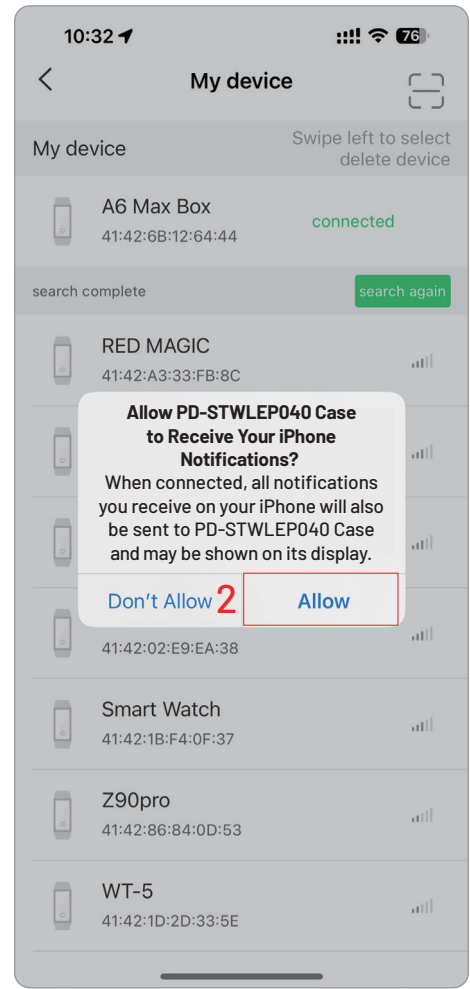 10:32
76
My device
My device
Swipe left to select
delete device
A6 Max Box
41:42:6B:12:64:44
connected
search complete
search again
RED MAGIC
41:42:A3:33:FB:8C
Allow PD-STWLEP040 Case
to Receive Your iPhone
Notifications?
When connected, all notifications
you receive on your iPhone will also
be sent to PD-STWLEP040 Case
and may be shown on its display.
Don't Allow 2 Allow
41:42:02:E9:EA:38
Smart Watch
41:42:1B:F4:0F:37
Z90pro
41:42:86:84:0D:53
WT-5
41:42:1D:2D:33:5E